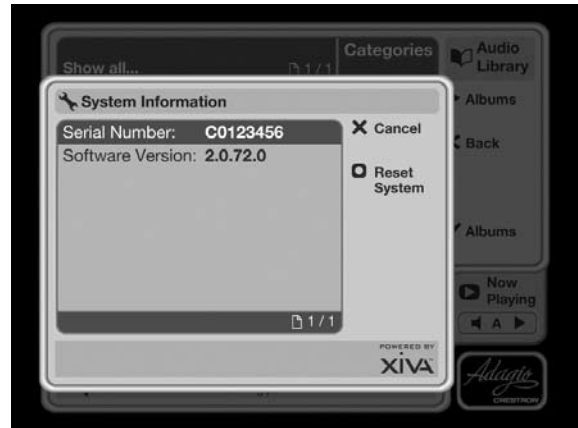 Show all...
1/1
Categories
Audio
Library
Albums
Back
Albums
Now
Playing
A
System Information
Serial Number: C0123456
Software Version: 2.0.72.0
1/1
Cancel
Reset
System
POWERED BY
XiVA
Adagio
CRESTRON